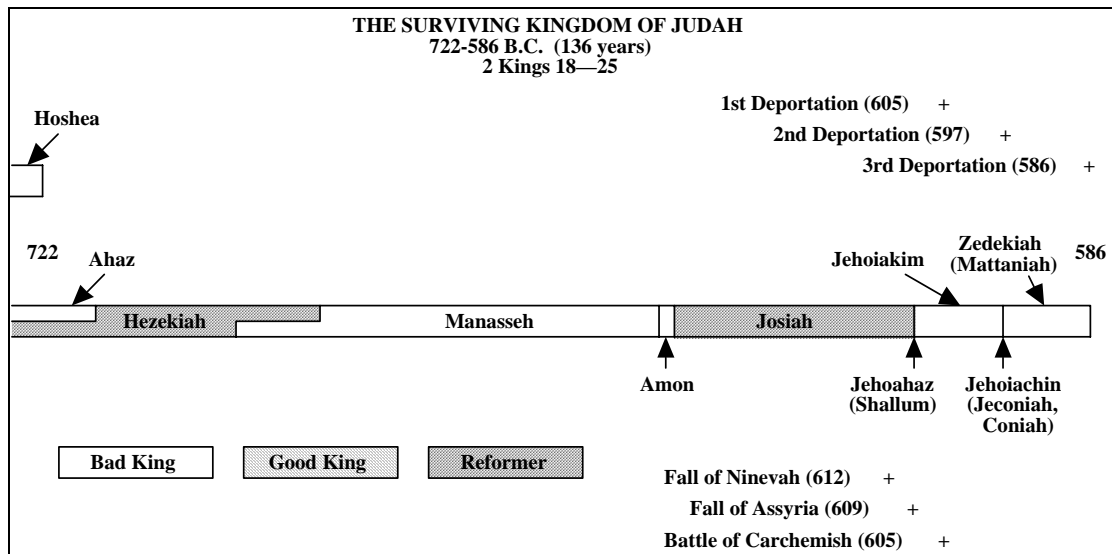 THE SURVIVING KINGDOM OF JUDAH
722-586 B.C. (136 years)
2 Kings 18—25
1st Deportation (605) +
Hoshea
2nd Deportation (597) +
3rd Deportation (586) +
722
Ahaz
Jehoiakim
Zedekiah
(Mattaniah)
586
Hezekiah
Manasseh
Josiah
Amon
Jehoahaz
(Shallum)
Jehoiachin
(Jeconiah,
Coniah)
Bad King
Good King
Reformer
Fall of Ninevah (612) +
Fall of Assyria (609) +
Battle of Carchemish (605) +